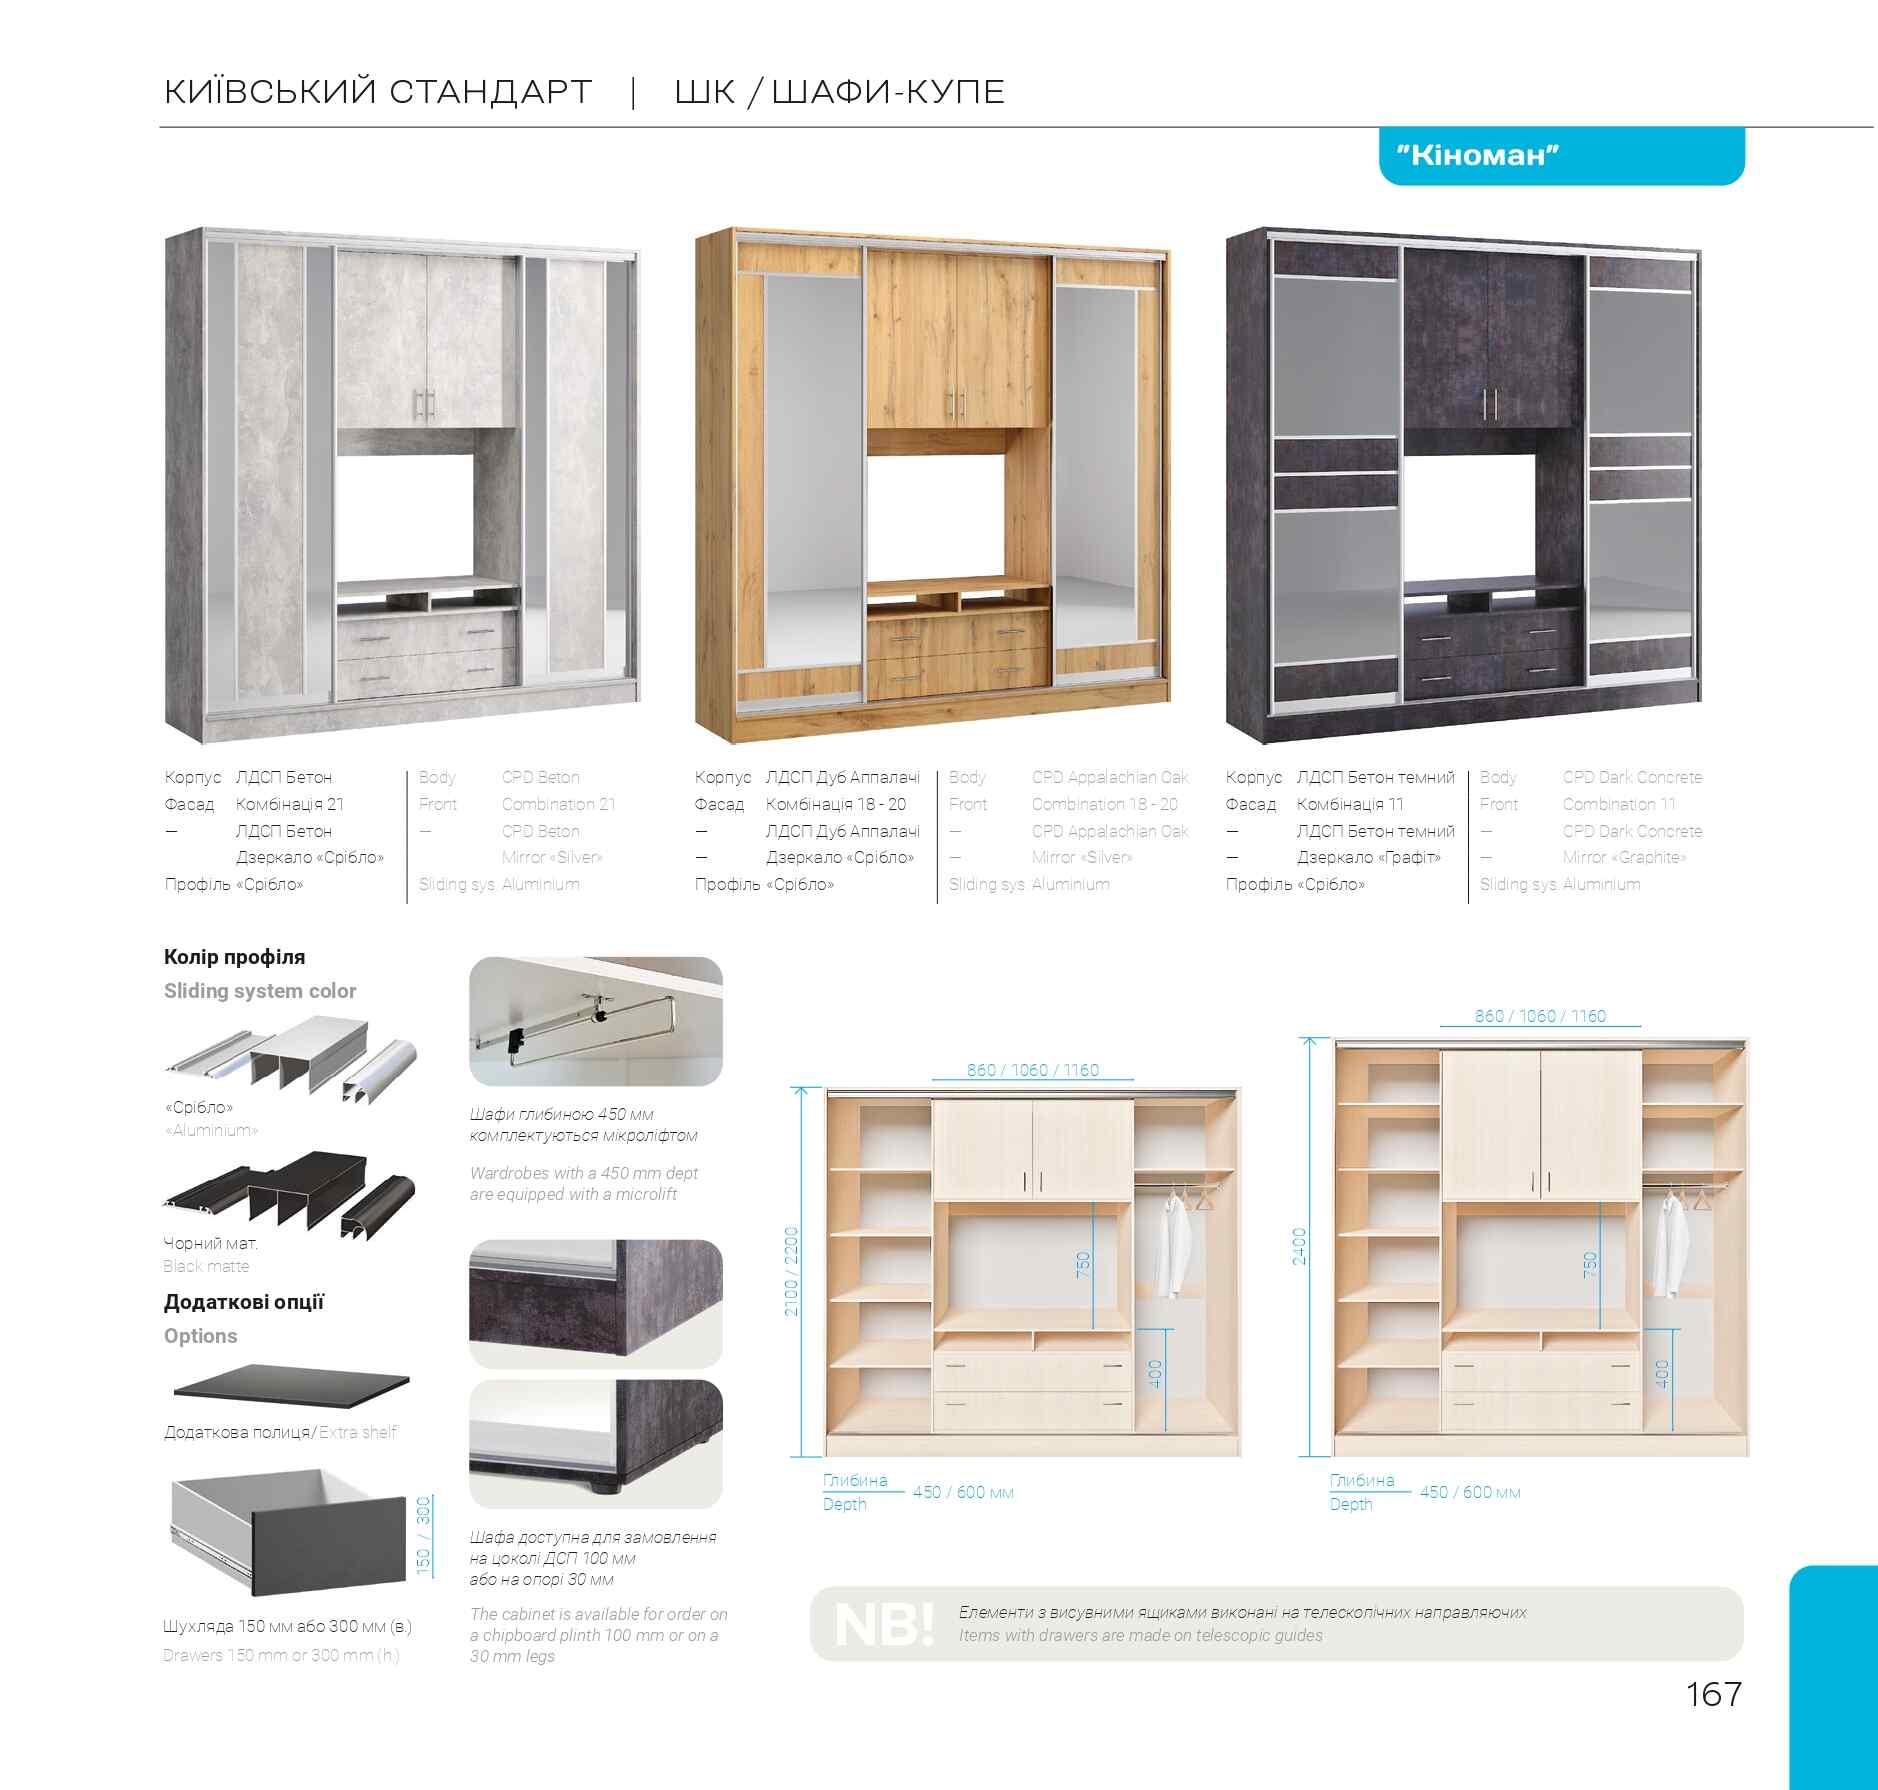 КИЇВСЬКИЙ СТАНДАРТ | ШК / ШАФИ-КУПЕ
"Кіноман"
Корпус ЛДСП Бетон
Фасад Комбінація 21
— ЛДСП Бетон
Дзеркало «Срібло»
Профіль «Срібло»
Body CPD Beton
Front Combination 21
— CPD Beton
Mirror «Silver»
Sliding sys. Aluminium
Корпус ЛДСП Дуб Аппалачі
Фасад Комбінація 18 - 20
— ЛДСП Дуб Аппалачі
— Дзеркало «Срібло»
Профіль «Срібло»
Body CPD Appalachian Oak
Front Combination 18 - 20
— CPD Appalachian Oak
— Mirror «Silver»
Sliding sys. Aluminium
Корпус ЛДСП Бетон темний
Фасад Комбінація 11
— ЛДСП Бетон темний
— Дзеркало «Графіт»
Профіль «Срібло»
Body CPD Dark Concrete
Front Combination 11
— CPD Dark Concrete
— Mirror «Graphite»
Sliding sys. Aluminium
Колір профіля
Sliding system color
«Срібло»
«Aluminium»
Чорний мат.
Black matte
Додаткові опції
Options
Додаткова полиця/Extra shelf
150 / 300
Шухляда 150 мм або 300 мм (в.)
Drawers 150 mm or 300 mm (h.)
Шафи глибиною 450 мм
комплектуються мікроліфтом
Wardrobes with a 450 mm dept
are equipped with a microlift
Шафа доступна для замовлення
на цоколі ДСП 100 мм
або на опорі 30 мм
The cabinet is available for order on
a chipboard plinth 100 mm or on a
30 mm legs
860 / 1060 / 1160
2100 / 2200
750
400
Глибина
Depth
450 / 600 мм
860 / 1060 / 1160
2400
750
400
Глибина
Depth
450 / 600 мм
NB!
Елементи з висувними ящиками виконані на телескопічних направляючих
Items with drawers are made on telescopic guides
167